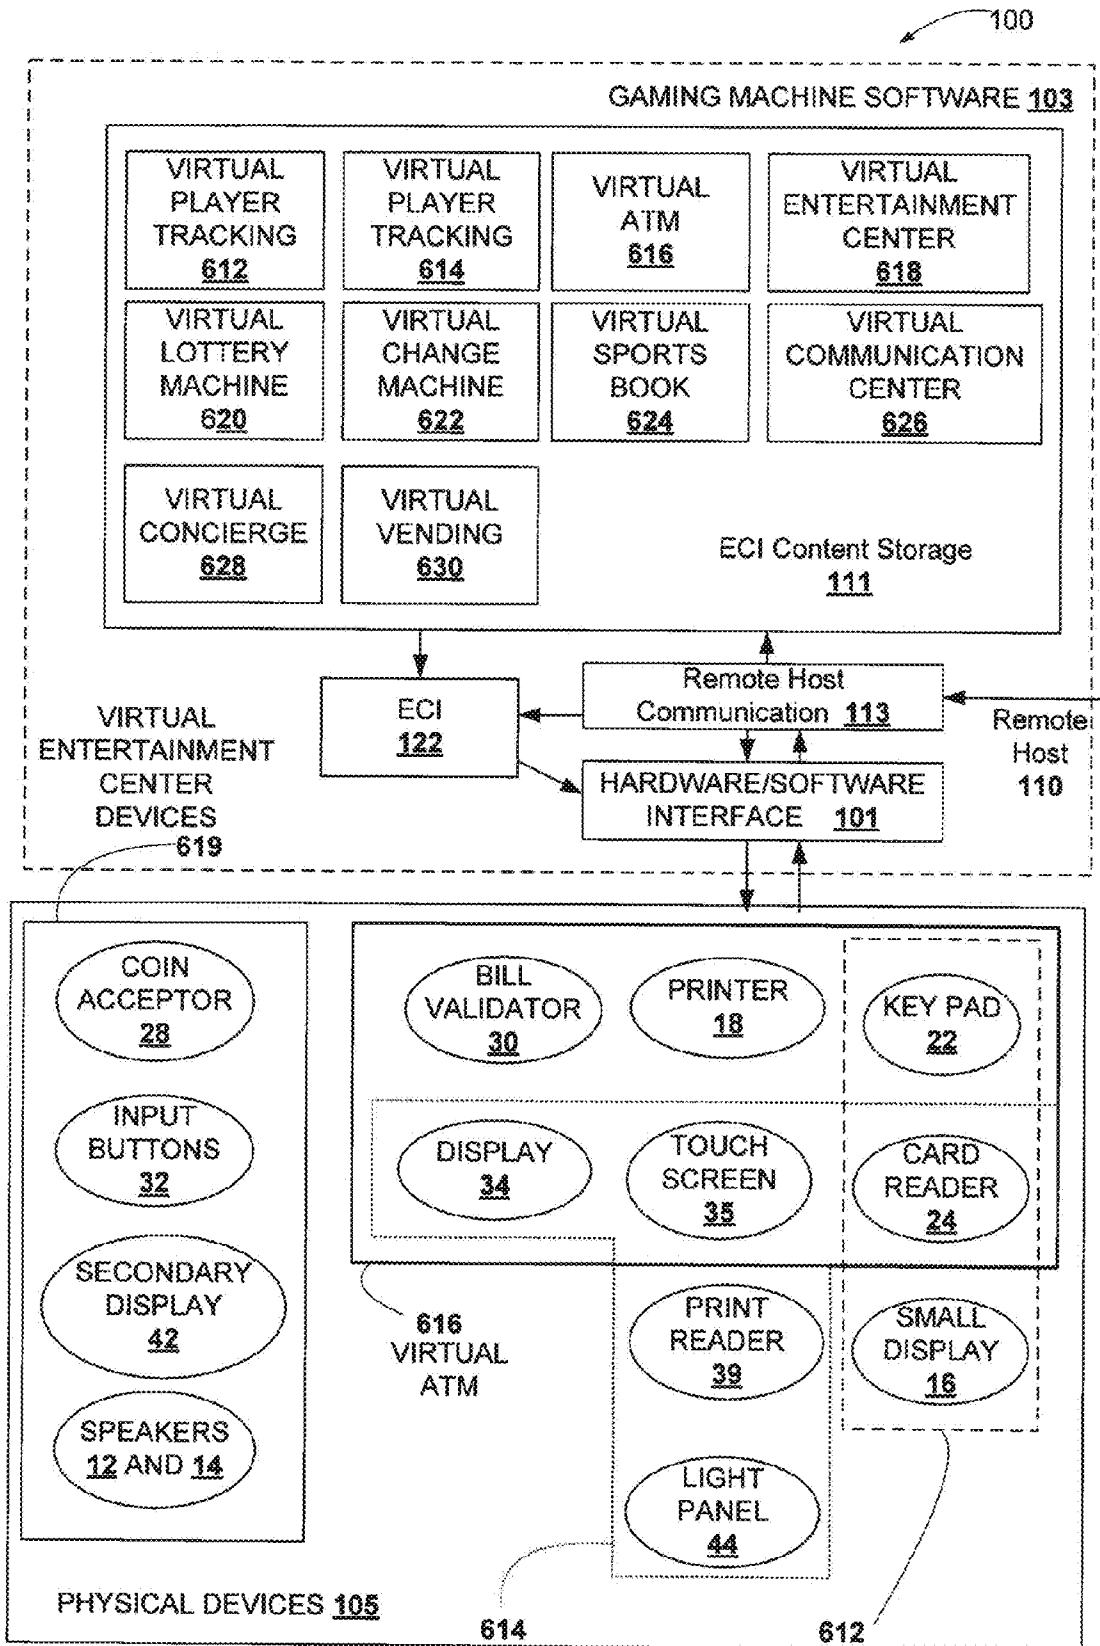 100
GAMING MACHINE SOFTWARE 103
VIRTUAL
PLAYER
TRACKING
612
VIRTUAL
PLAYER
TRACKING
614
VIRTUAL
ATM
616
VIRTUAL
ENTERTAINMENT
CENTER
618
VIRTUAL
LOTTERY
MACHINE
620
VIRTUAL
CHANGE
MACHINE
622
VIRTUAL
SPORTS
BOOK
624
VIRTUAL
COMMUNICATION
CENTER
626
VIRTUAL
CONCIERGE
628
VIRTUAL
VENDING
630
ECI Content Storage
111
ECI
122
Remote Host
Communication 113
Remote
Host
110
HARDWARE/SOFTWARE
INTERFACE 101
VIRTUAL
ENTERTAINMENT
CENTER
DEVICES
619
COIN
ACCEPTOR
28
INPUT
BUTTONS
32
SECONDARY
DISPLAY
42
SPEAKERS
12 AND 14
BILL
VALIDATOR
30
PRINTER
18
KEY PAD
22
DISPLAY
34
TOUCH
SCREEN
35
CARD
READER
24
616
VIRTUAL
ATM
PRINT
READER
39
SMALL
DISPLAY
16
LIGHT
PANEL
44
PHYSICAL DEVICES 105
614
612